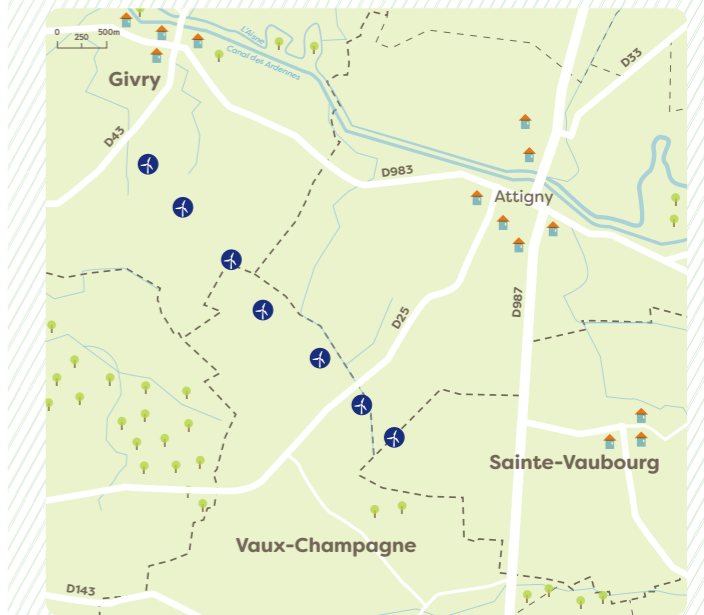 0 250 500m
L'Aisne
Canal des Ardennes
Givry
D33
D43
D983
Attigny
D987
D25
Sainte-Vaubourg
Vaux-Champagne
D143